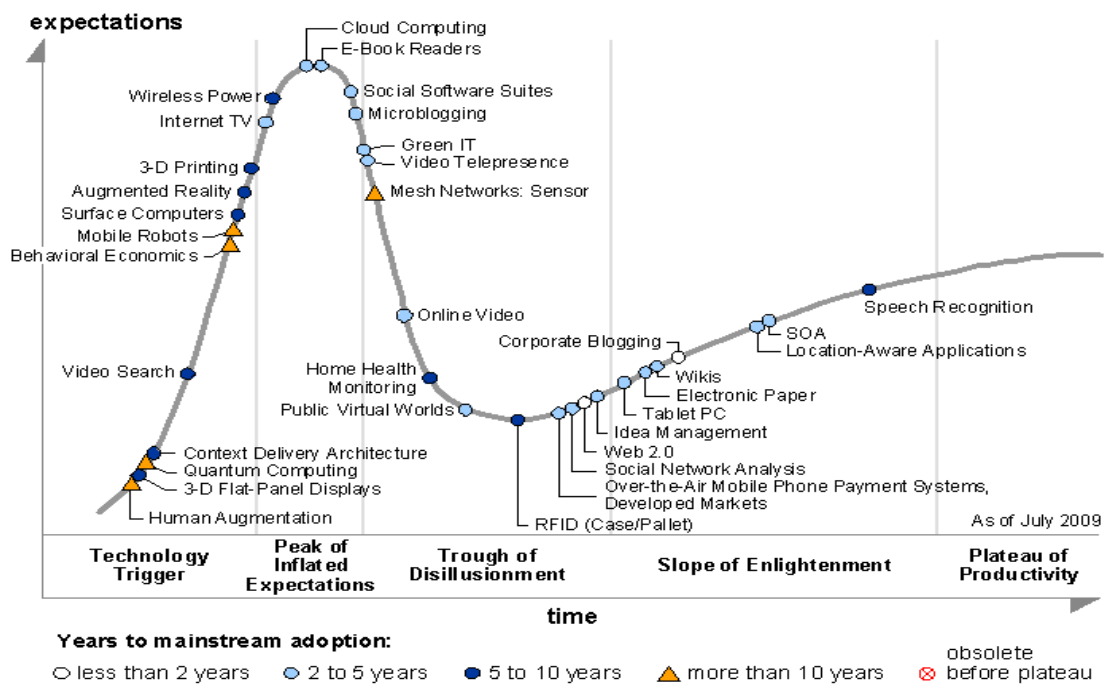 expectations
Cloud Computing
E-Book Readers
Wireless Power
Social Software Suites
Internet TV
Microblogging
Green IT
3-D Printing
Video Telepresence
Augmented Reality
Mesh Networks: Sensor
Surface Computers
Mobile Robots
Behavioral Economics
Online Video
Speech Recognition
SOA
Corporate Blogging
Location-Aware Applications
Video Search
Home Health
Monitoring
Wikis
Electronic Paper
Public Virtual Worlds
Tablet PC
Idea Management
Web 2.0
Context Delivery Architecture
Quantum Computing
Social Network Analysis
3-D Flat-Panel Displays
Over-the-Air Mobile Phone Payment Systems,
Developed Markets
Human Augmentation
RFID (Case/Pallet)
As of July 2009
Technology
Trigger
Peak of
Inflated
Expectations
Trough of
Disillusionment
Slope of Enlightenment
Plateau of
Productivity
time
Years to mainstream adoption:
less than 2 years
2 to 5 years
5 to 10 years
more than 10 years
obsolete
before plateau